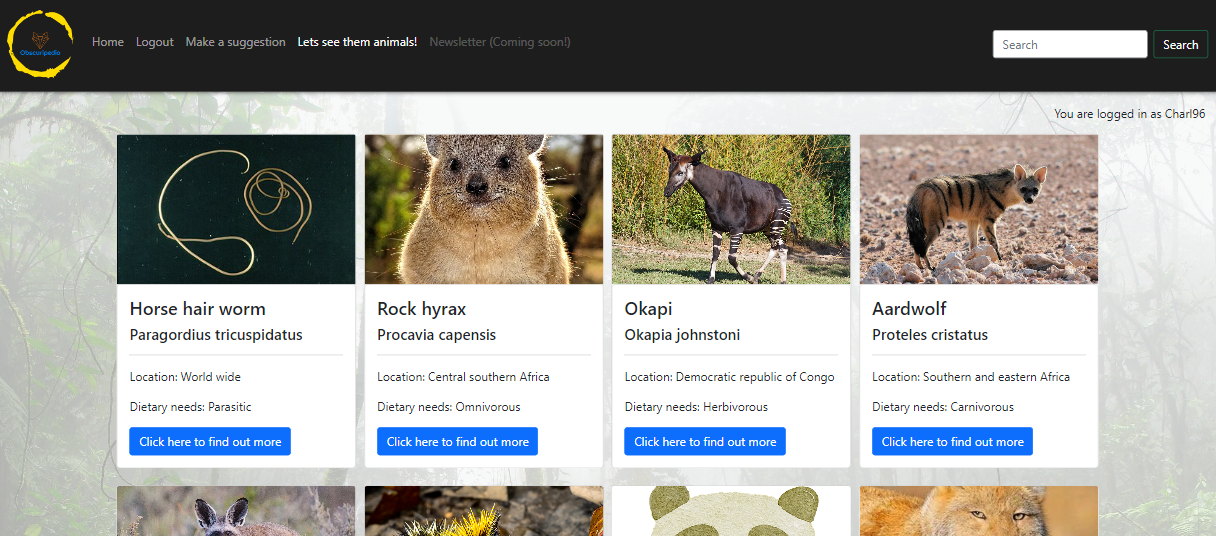 Obscuripedia
Home Logout Make a suggestion Lets see them animals! Newsletter (Coming soon!) Search Search
You are logged in as Charl96
Horse hair worm
Paragordius tricuspidatus
Location: World wide
Dietary needs: Parasitic
Click here to find out more
Rock hyrax
Procavia capensis
Location: Central southern Africa
Dietary needs: Omnivorous
Click here to find out more
Okapi
Okapia johnstoni
Location: Democratic republic of Congo
Dietary needs: Herbivorous
Click here to find out more
Aardwolf
Proteles cristatus
Location: Southern and eastern Africa
Dietary needs: Carnivorous
Click here to find out more